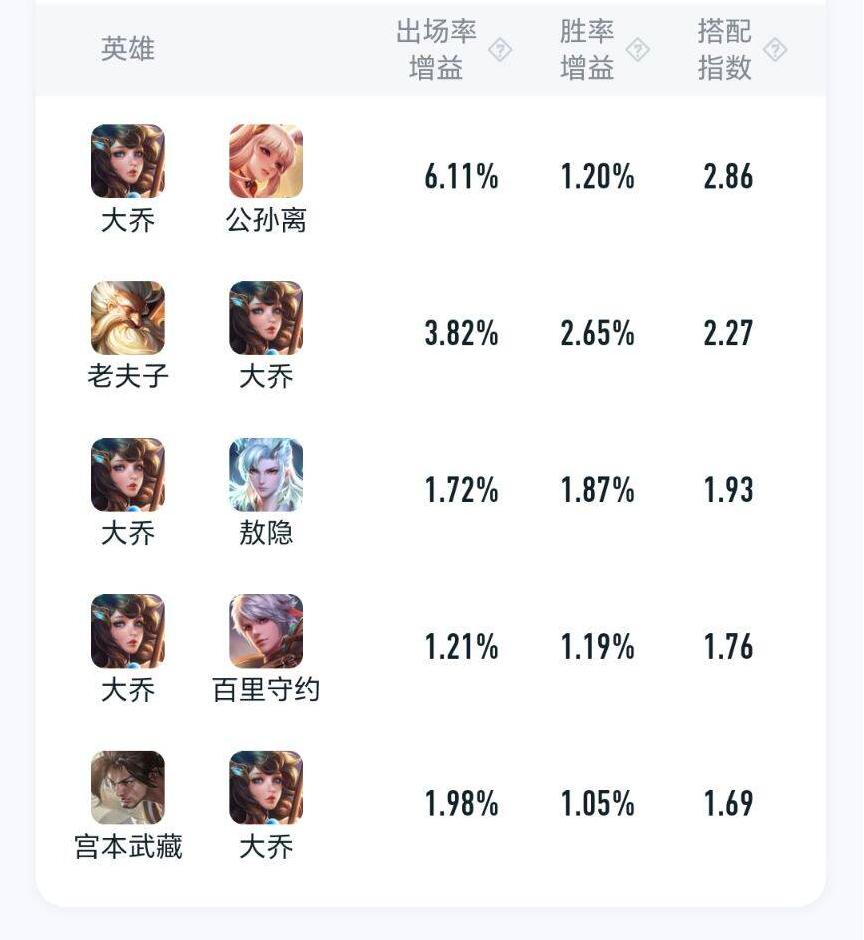 英雄 出场率增益 胜率增益 搭配指数
大乔 公孙离 6.11% 1.20% 2.86
老夫子 大乔 3.82% 2.65% 2.27
大乔 敖隐 1.72% 1.87% 1.93
大乔 百里守约 1.21% 1.19% 1.76
宫本武藏 大乔 1.98% 1.05% 1.69